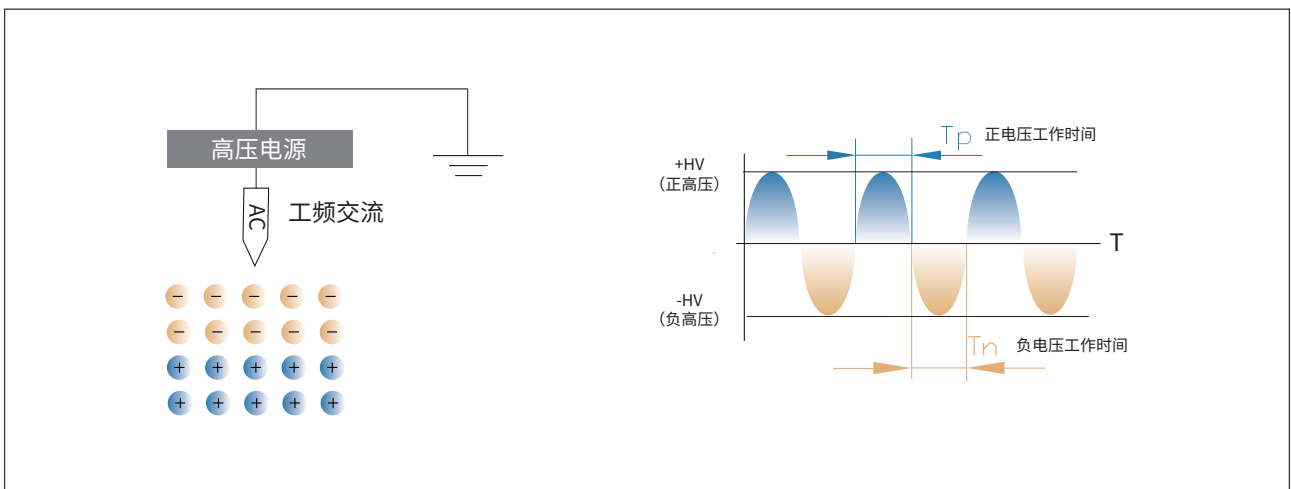 高压电源
AC
工频交流
Tp 正电压工作时间
+HV
（正高压）
T
-HV
（负高压）
Tn 负电压工作时间
− − − − −
− − − − −
+ + + + +
+ + + + +